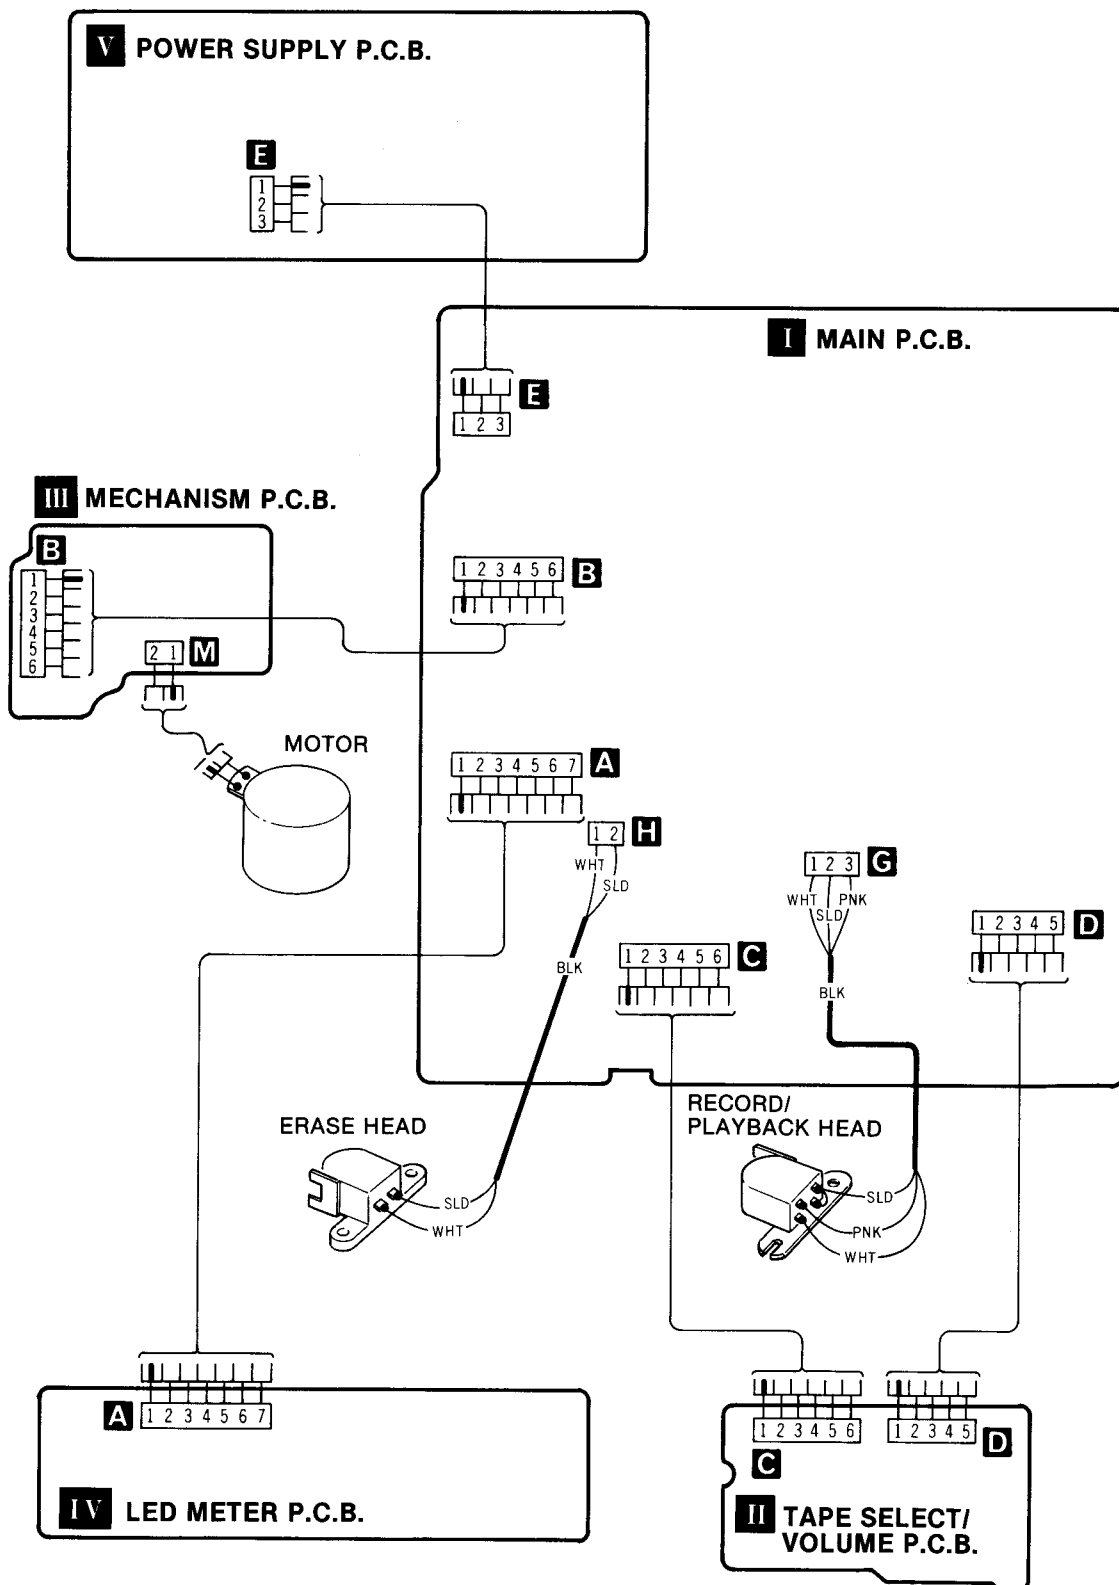 V POWER SUPPLY P.C.B.
E
1
2
3
I MAIN P.C.B.
E
1 2 3
III MECHANISM P.C.B.
B
1
2
3
4
5
6
2 1 M
1 2 3 4 5 6 B
MOTOR
1 2 3 4 5 6 7 A
1 2 H
WHT
SLD
BLK
1 2 3 G
WHT SLD PNK
BLK
1 2 3 4 5 D
1 2 3 4 5 6 C
ERASE HEAD
SLD
WHT
RECORD/
PLAYBACK HEAD
SLD
PNK
WHT
A 1 2 3 4 5 6 7
IV LED METER P.C.B.
1 2 3 4 5 6
C
1 2 3 4 5
D
II TAPE SELECT/
VOLUME P.C.B.